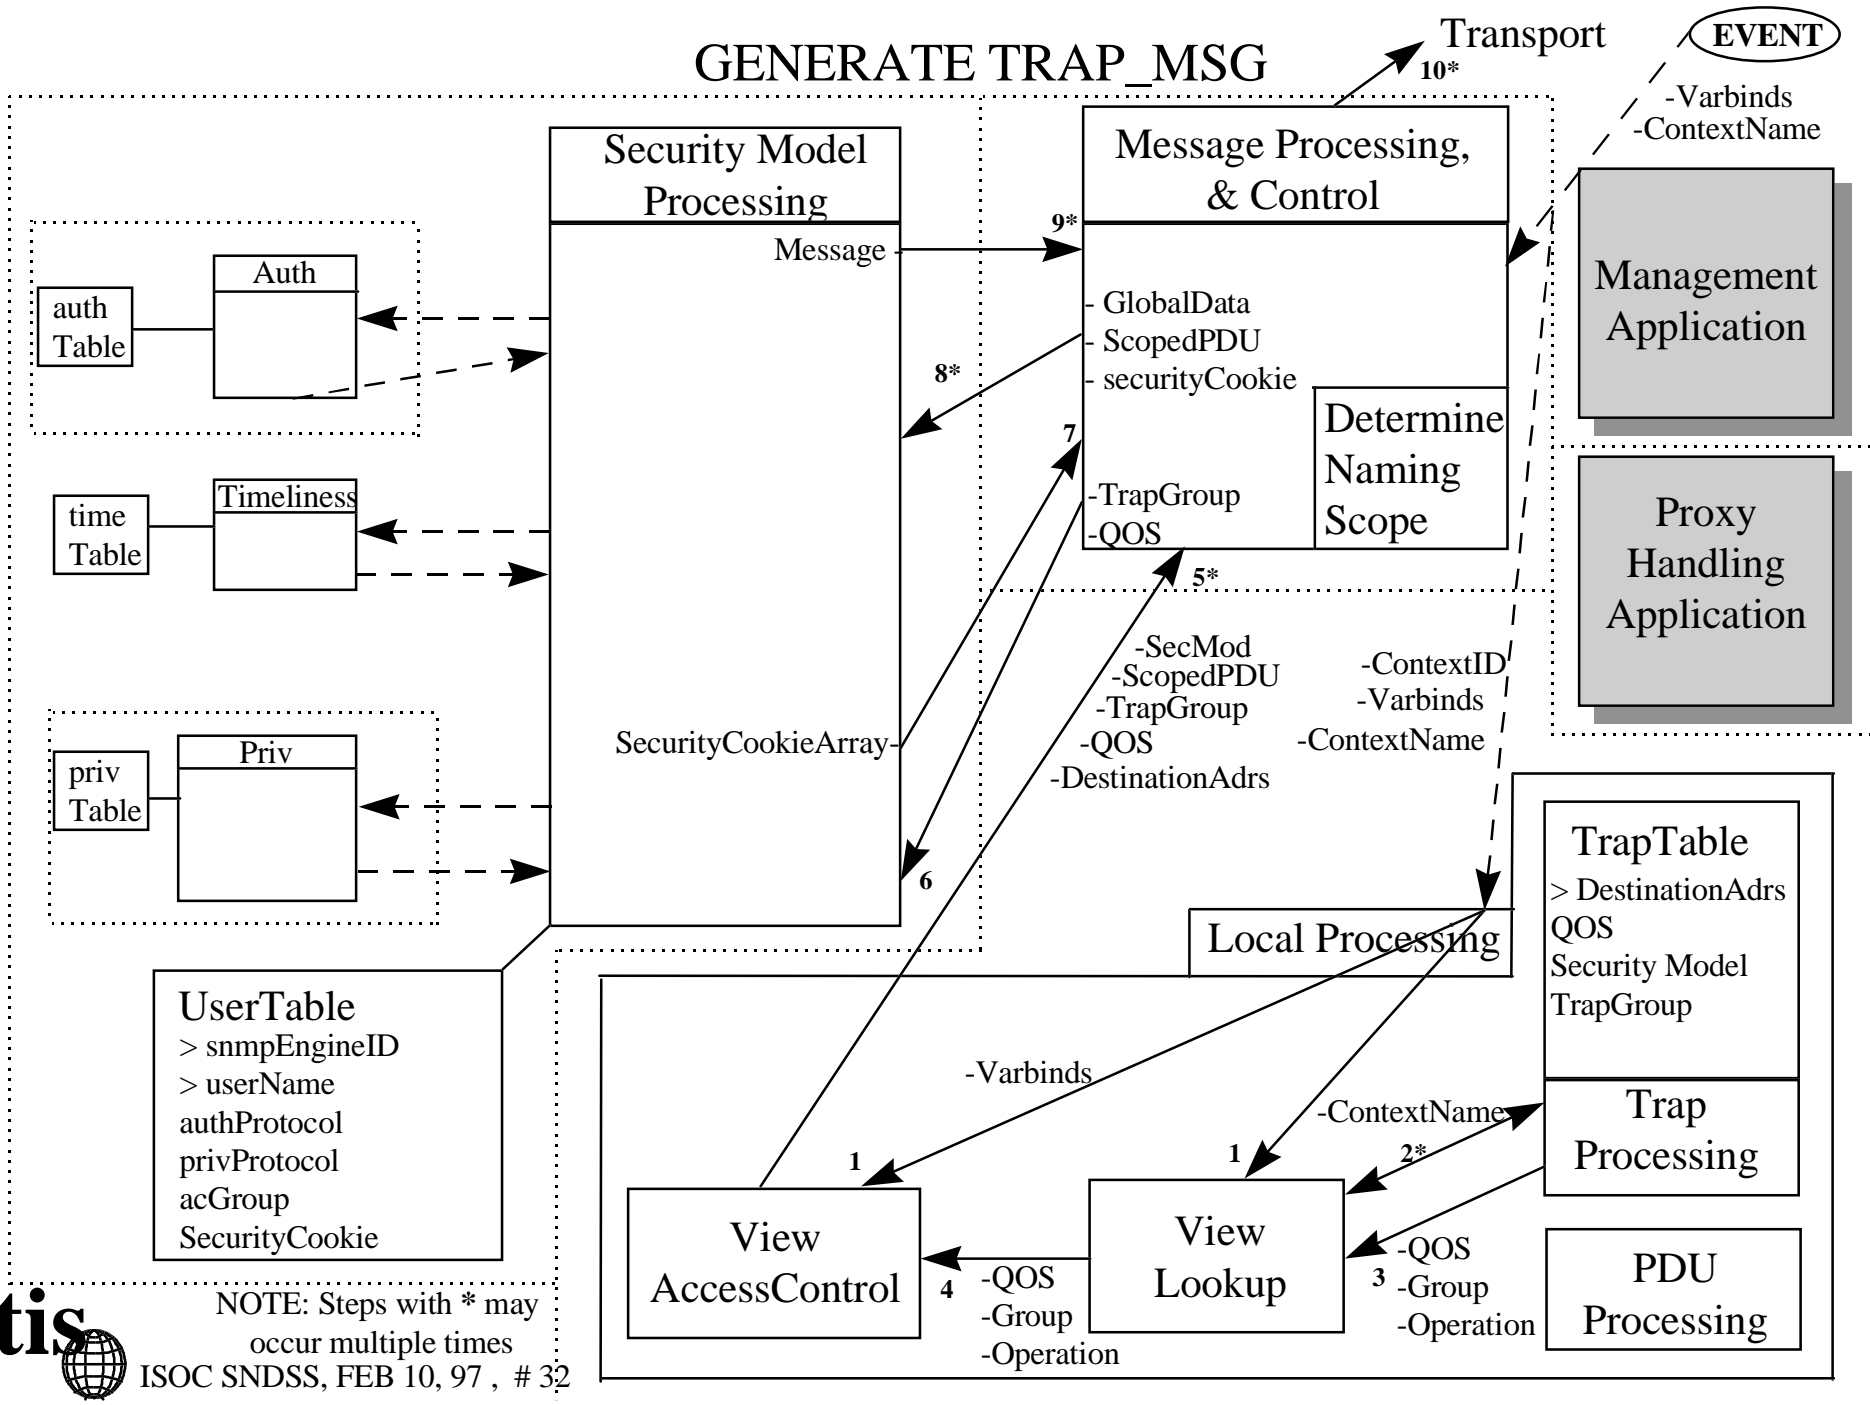 GENERATE TRAP_MSG
Transport
10*
EVENT
-Varbinds
-ContextName
Security Model
Processing
Message -
SecurityCookieArray-
Message Processing,
& Control
9*
- GlobalData
- ScopedPDU
- securityCookie
8*
7
-TrapGroup
-QOS
Determine
Naming
Scope
5*
6
Management
Application
Proxy
Handling
Application
Auth
auth
Table
Timeliness
time
Table
Priv
priv
Table
-SecMod
-ScopedPDU
-TrapGroup
-QOS
-DestinationAdrs
-ContextID
-Varbinds
-ContextName
UserTable
> snmpEngineID
> userName
authProtocol
privProtocol
acGroup
SecurityCookie
Local Processing
TrapTable
> DestinationAdrs
QOS
Security Model
TrapGroup
Trap
Processing
-Varbinds
-ContextName
1
1
2*
View
AccessControl
4
-QOS
-Group
-Operation
View
Lookup
3
-QOS
-Group
-Operation
PDU
Processing
tis
NOTE: Steps with * may
occur multiple times
ISOC SNDSS, FEB 10, 97 , # 32